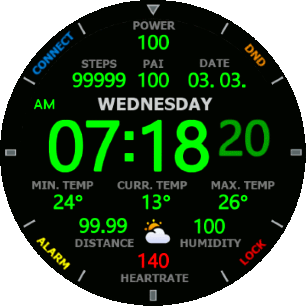 POWER
100
CONNECT
DND
STEPS PAI DATE
99999 100 03. 03.
AM WEDNESDAY
07:18 20
MIN. TEMP CURR. TEMP MAX. TEMP
24° 13° 26°
99.99 100
DISTANCE HUMIDITY
ALARM
LOCK
140
HEARTRATE